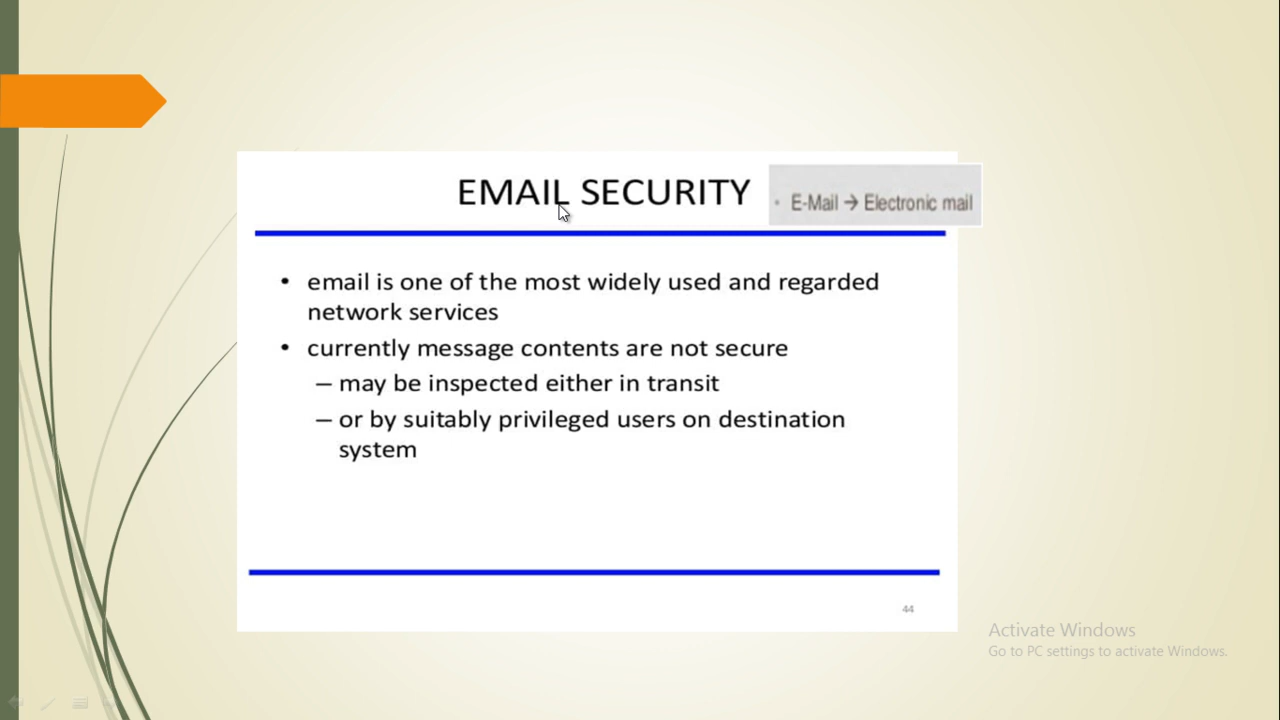 EMAIL SECURITY
• E-Mail → Electronic mail
• email is one of the most widely used and regarded
network services
• currently message contents are not secure
– may be inspected either in transit
– or by suitably privileged users on destination
system
44
Activate Windows
Go to PC settings to activate Windows.